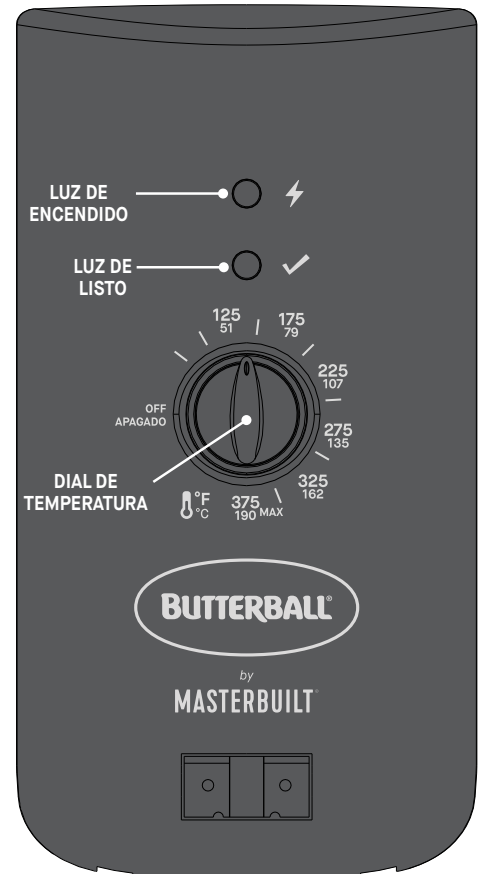 LUZ DE
ENCENDIDO
LUZ DE
LISTO
125
51
175
79
225
107
275
135
325
162
375
190 MAX
OFF
APAGADO
DIAL DE
TEMPERATURA
°F
°C
BUTTERBALL®
by
MASTERBUILT®